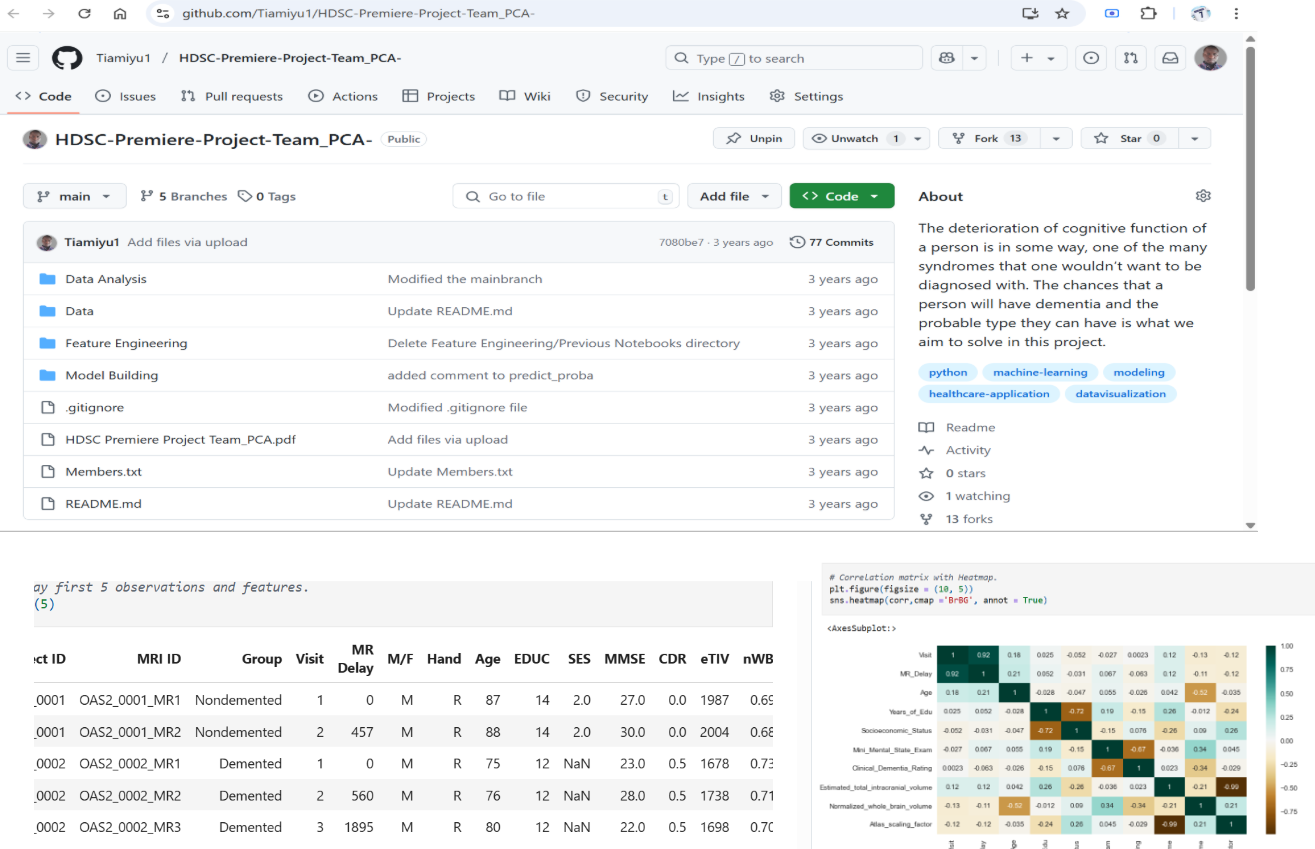 github.com/Tiamiyu1/HDSC-Premiere-Project-Team_PCA-
Tiamiyu1 / HDSC-Premiere-Project-Team_PCA-
Type / to search
Code Issues Pull requests Actions Projects Wiki Security Insights Settings
HDSC-Premiere-Project-Team_PCA- Public
Unpin Unwatch 1 Fork 13 Star 0
main 5 Branches 0 Tags Go to file t Add file Code
Tiamiyu1 Add files via upload 7080be7 · 3 years ago 77 Commits
Data Analysis Modified the mainbranch 3 years ago
Data Update README.md 3 years ago
Feature Engineering Delete Feature Engineering/Previous Notebooks directory 3 years ago
Model Building added comment to predict_proba 3 years ago
.gitignore Modified .gitignore file 3 years ago
HDSC Premiere Project Team_PCA.pdf Add files via upload 3 years ago
Members.txt Update Members.txt 3 years ago
README.md Update README.md 3 years ago
About
The deterioration of cognitive function of
a person is in some way, one of the many
syndromes that one wouldn't want to be
diagnosed with. The chances that a
person will have dementia and the
probable type they can have is what we
aim to solve in this project.
python machine-learning modeling
healthcare-application datavisualization
Readme
Activity
0 stars
1 watching
13 forks
ay first 5 observations and features.
(5)
ct ID MRI ID Group Visit MR Delay M/F Hand Age EDUC SES MMSE CDR eTIV nWB
_0001 OAS2_0001_MR1 Nondemented 1 0 M R 87 14 2.0 27.0 0.0 1987 0.69
_0001 OAS2_0001_MR2 Nondemented 2 457 M R 88 14 2.0 30.0 0.0 2004 0.68
_0002 OAS2_0002_MR1 Demented 1 0 M R 75 12 NaN 23.0 0.5 1678 0.73
_0002 OAS2_0002_MR2 Demented 2 560 M R 76 12 NaN 28.0 0.5 1738 0.71
_0002 OAS2_0002_MR3 Demented 3 1895 M R 80 12 NaN 22.0 0.5 1698 0.70
# Correlation matrix with Heatmap.
plt.figure(figsize = (10, 5))
sns.heatmap(corr,cmap ='BrBG', annot = True)
<AxesSubplot:>
Visit 1 0.92 0.18 0.025 -0.052 -0.027 0.0023 0.12 -0.13 -0.12
MR_Delay 0.92 1 0.21 0.052 -0.031 0.067 -0.063 0.12 -0.11 -0.12
Age 0.18 0.21 1 -0.028 -0.047 0.055 -0.026 0.042 -0.52 -0.035
Years_of_Edu 0.025 0.052 -0.028 1 -0.72 0.19 -0.15 0.26 -0.012 -0.24
Socioeconomic_Status -0.052 -0.031 -0.047 -0.72 1 -0.15 0.076 -0.26 0.09 0.26
Mini_Mental_State_Exam -0.027 0.067 0.055 0.19 -0.15 1 -0.67 -0.036 0.34 0.045
Clinical_Dementia_Rating 0.0023 -0.063 -0.026 -0.15 0.076 -0.67 1 0.023 -0.34 -0.029
Estimated_total_intracranial_volume 0.12 0.12 0.042 0.26 -0.26 -0.036 0.023 1 -0.21 -0.99
Normalized_whole_brain_volume -0.13 -0.11 -0.52 -0.012 0.09 0.34 -0.34 -0.21 1 0.21
Atlas_scaling_factor -0.12 -0.12 -0.035 -0.24 0.26 0.045 -0.029 -0.99 0.21 1
1.00
0.75
0.50
0.25
0.00
-0.25
-0.50
-0.75